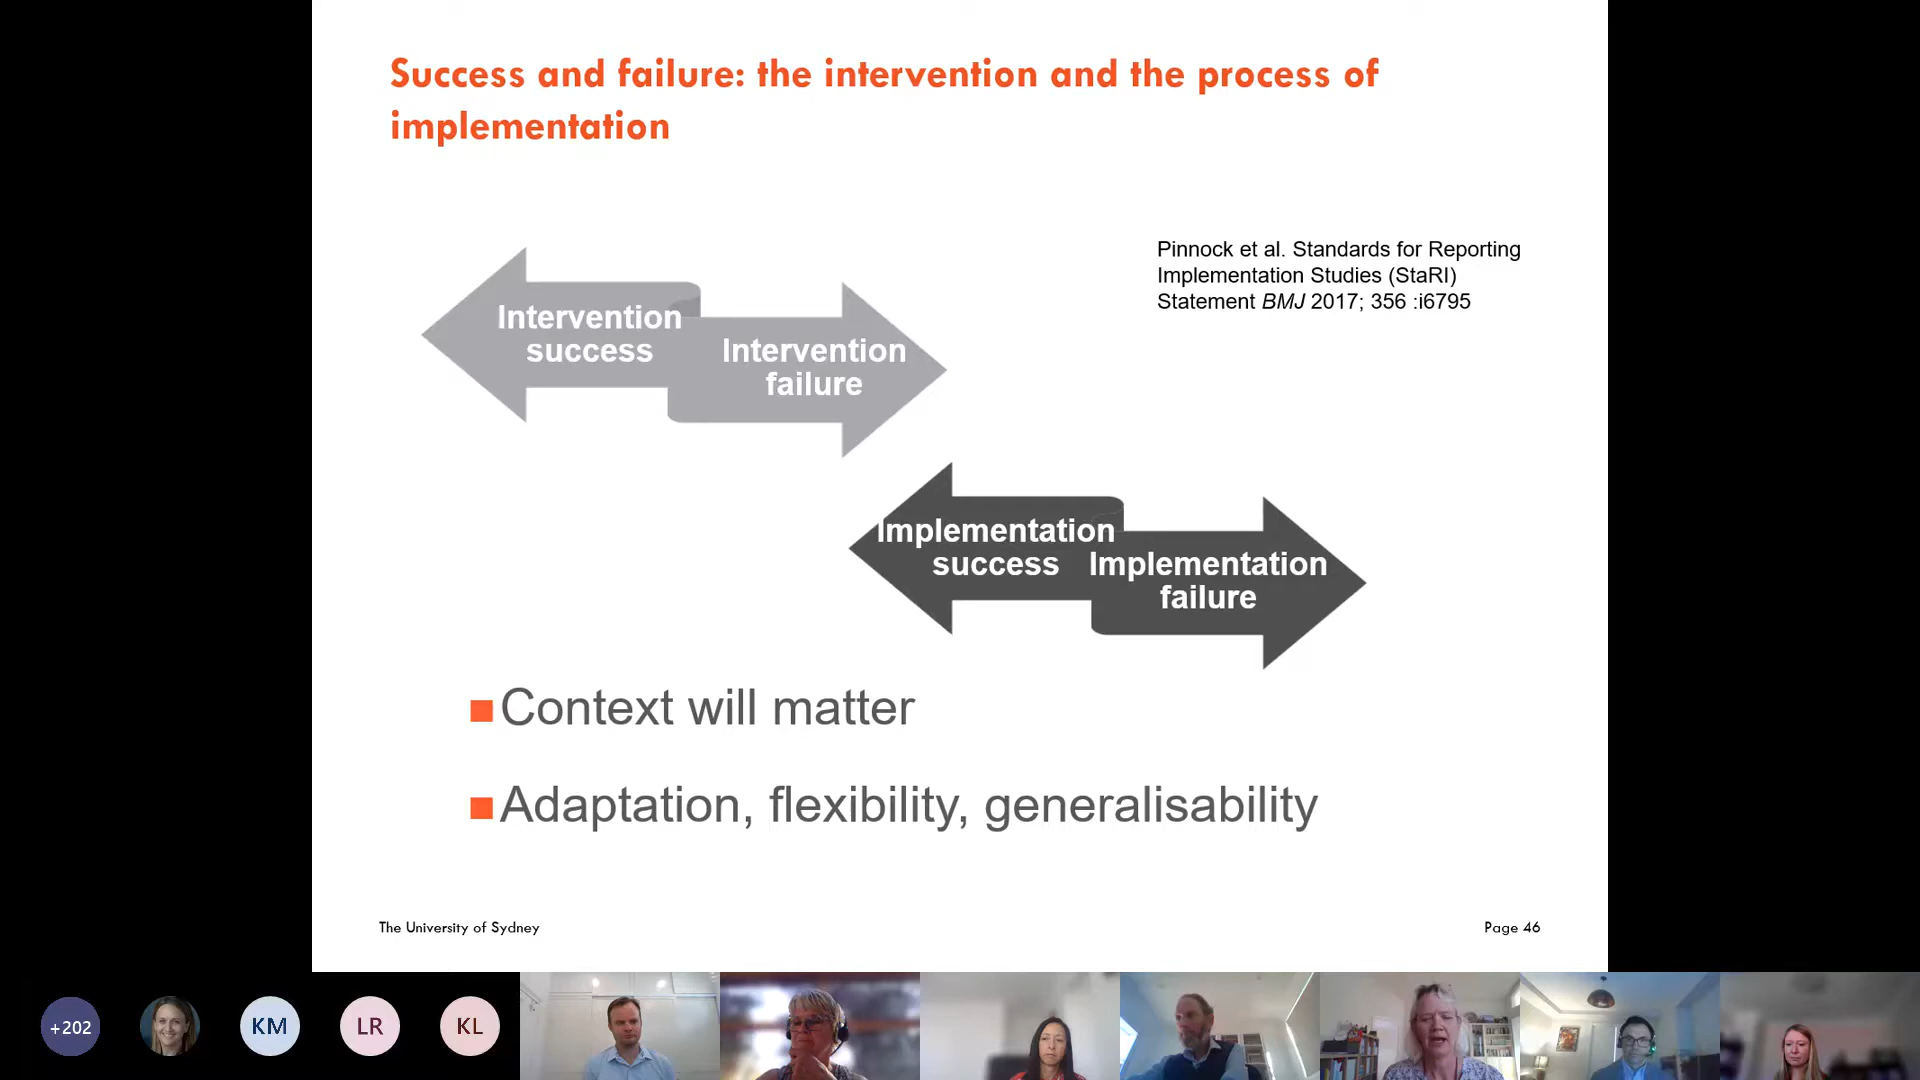 Success and failure: the intervention and the process of
implementation
Pinnock et al. Standards for Reporting
Implementation Studies (StaRI)
Statement BMJ 2017; 356 :i6795
Intervention
success
Intervention
failure
Implementation
success
Implementation
failure
Context will matter
Adaptation, flexibility, generalisability
The University of Sydney
Page 46
+202
KM
LR
KL